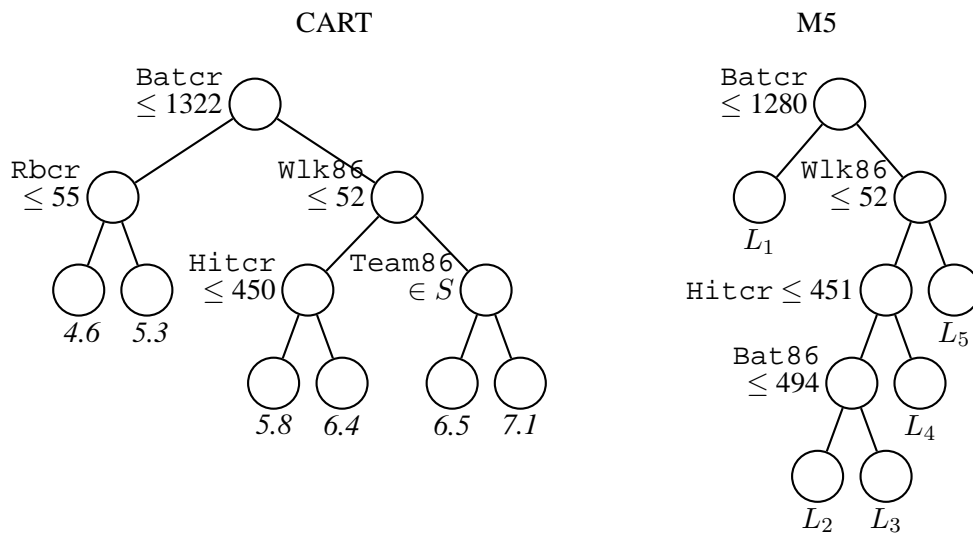 CART
M5
Batcr
≤ 1322
Batcr
≤ 1280
Rbcr
≤ 55
Wlk86
≤ 52
Wlk86
≤ 52
L₁
Hitcr
≤ 450
Team86
∈ S
Hitcr ≤ 451
4.6
5.3
L₅
Bat86
≤ 494
5.8
6.4
6.5
7.1
L₄
L₂
L₃